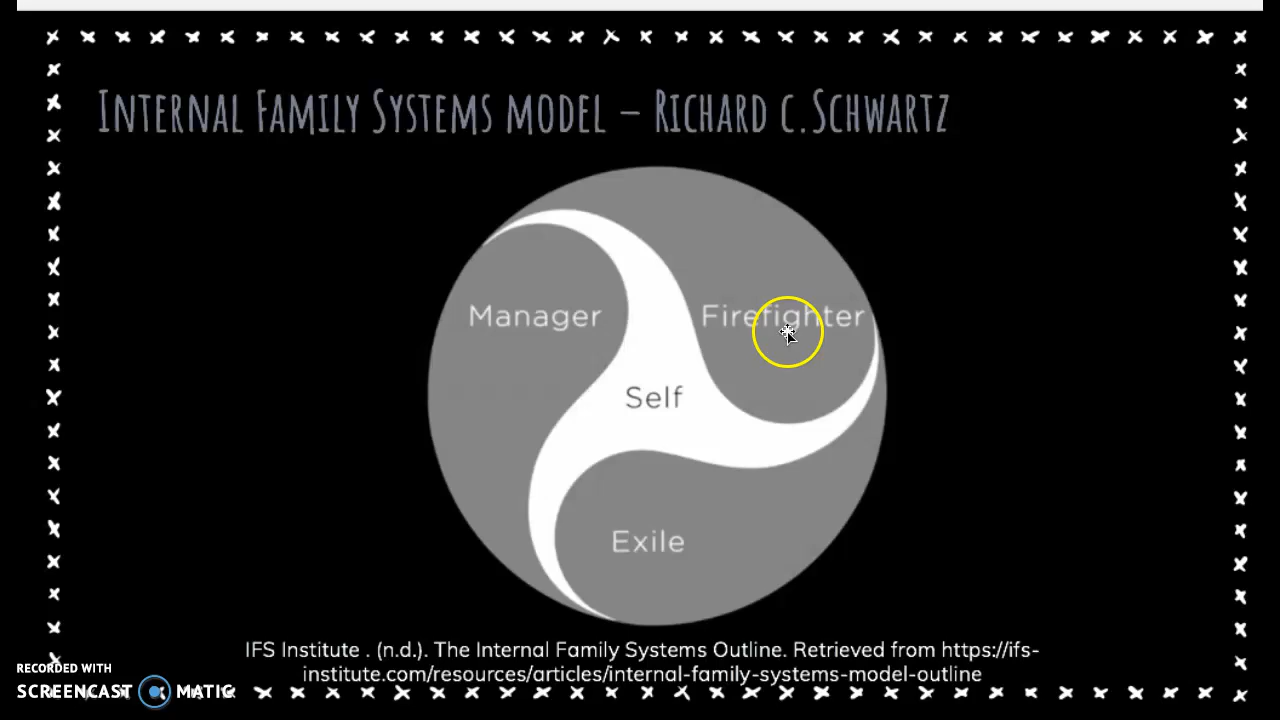 Internal Family Systems model – Richard C. Schwartz
Manager
Firefighter
Self
Exile
IFS Institute . (n.d.). The Internal Family Systems Outline. Retrieved from https://ifs-
institute.com/resources/articles/internal-family-systems-model-outline
RECORDED WITH
SCREENCAST MATIC